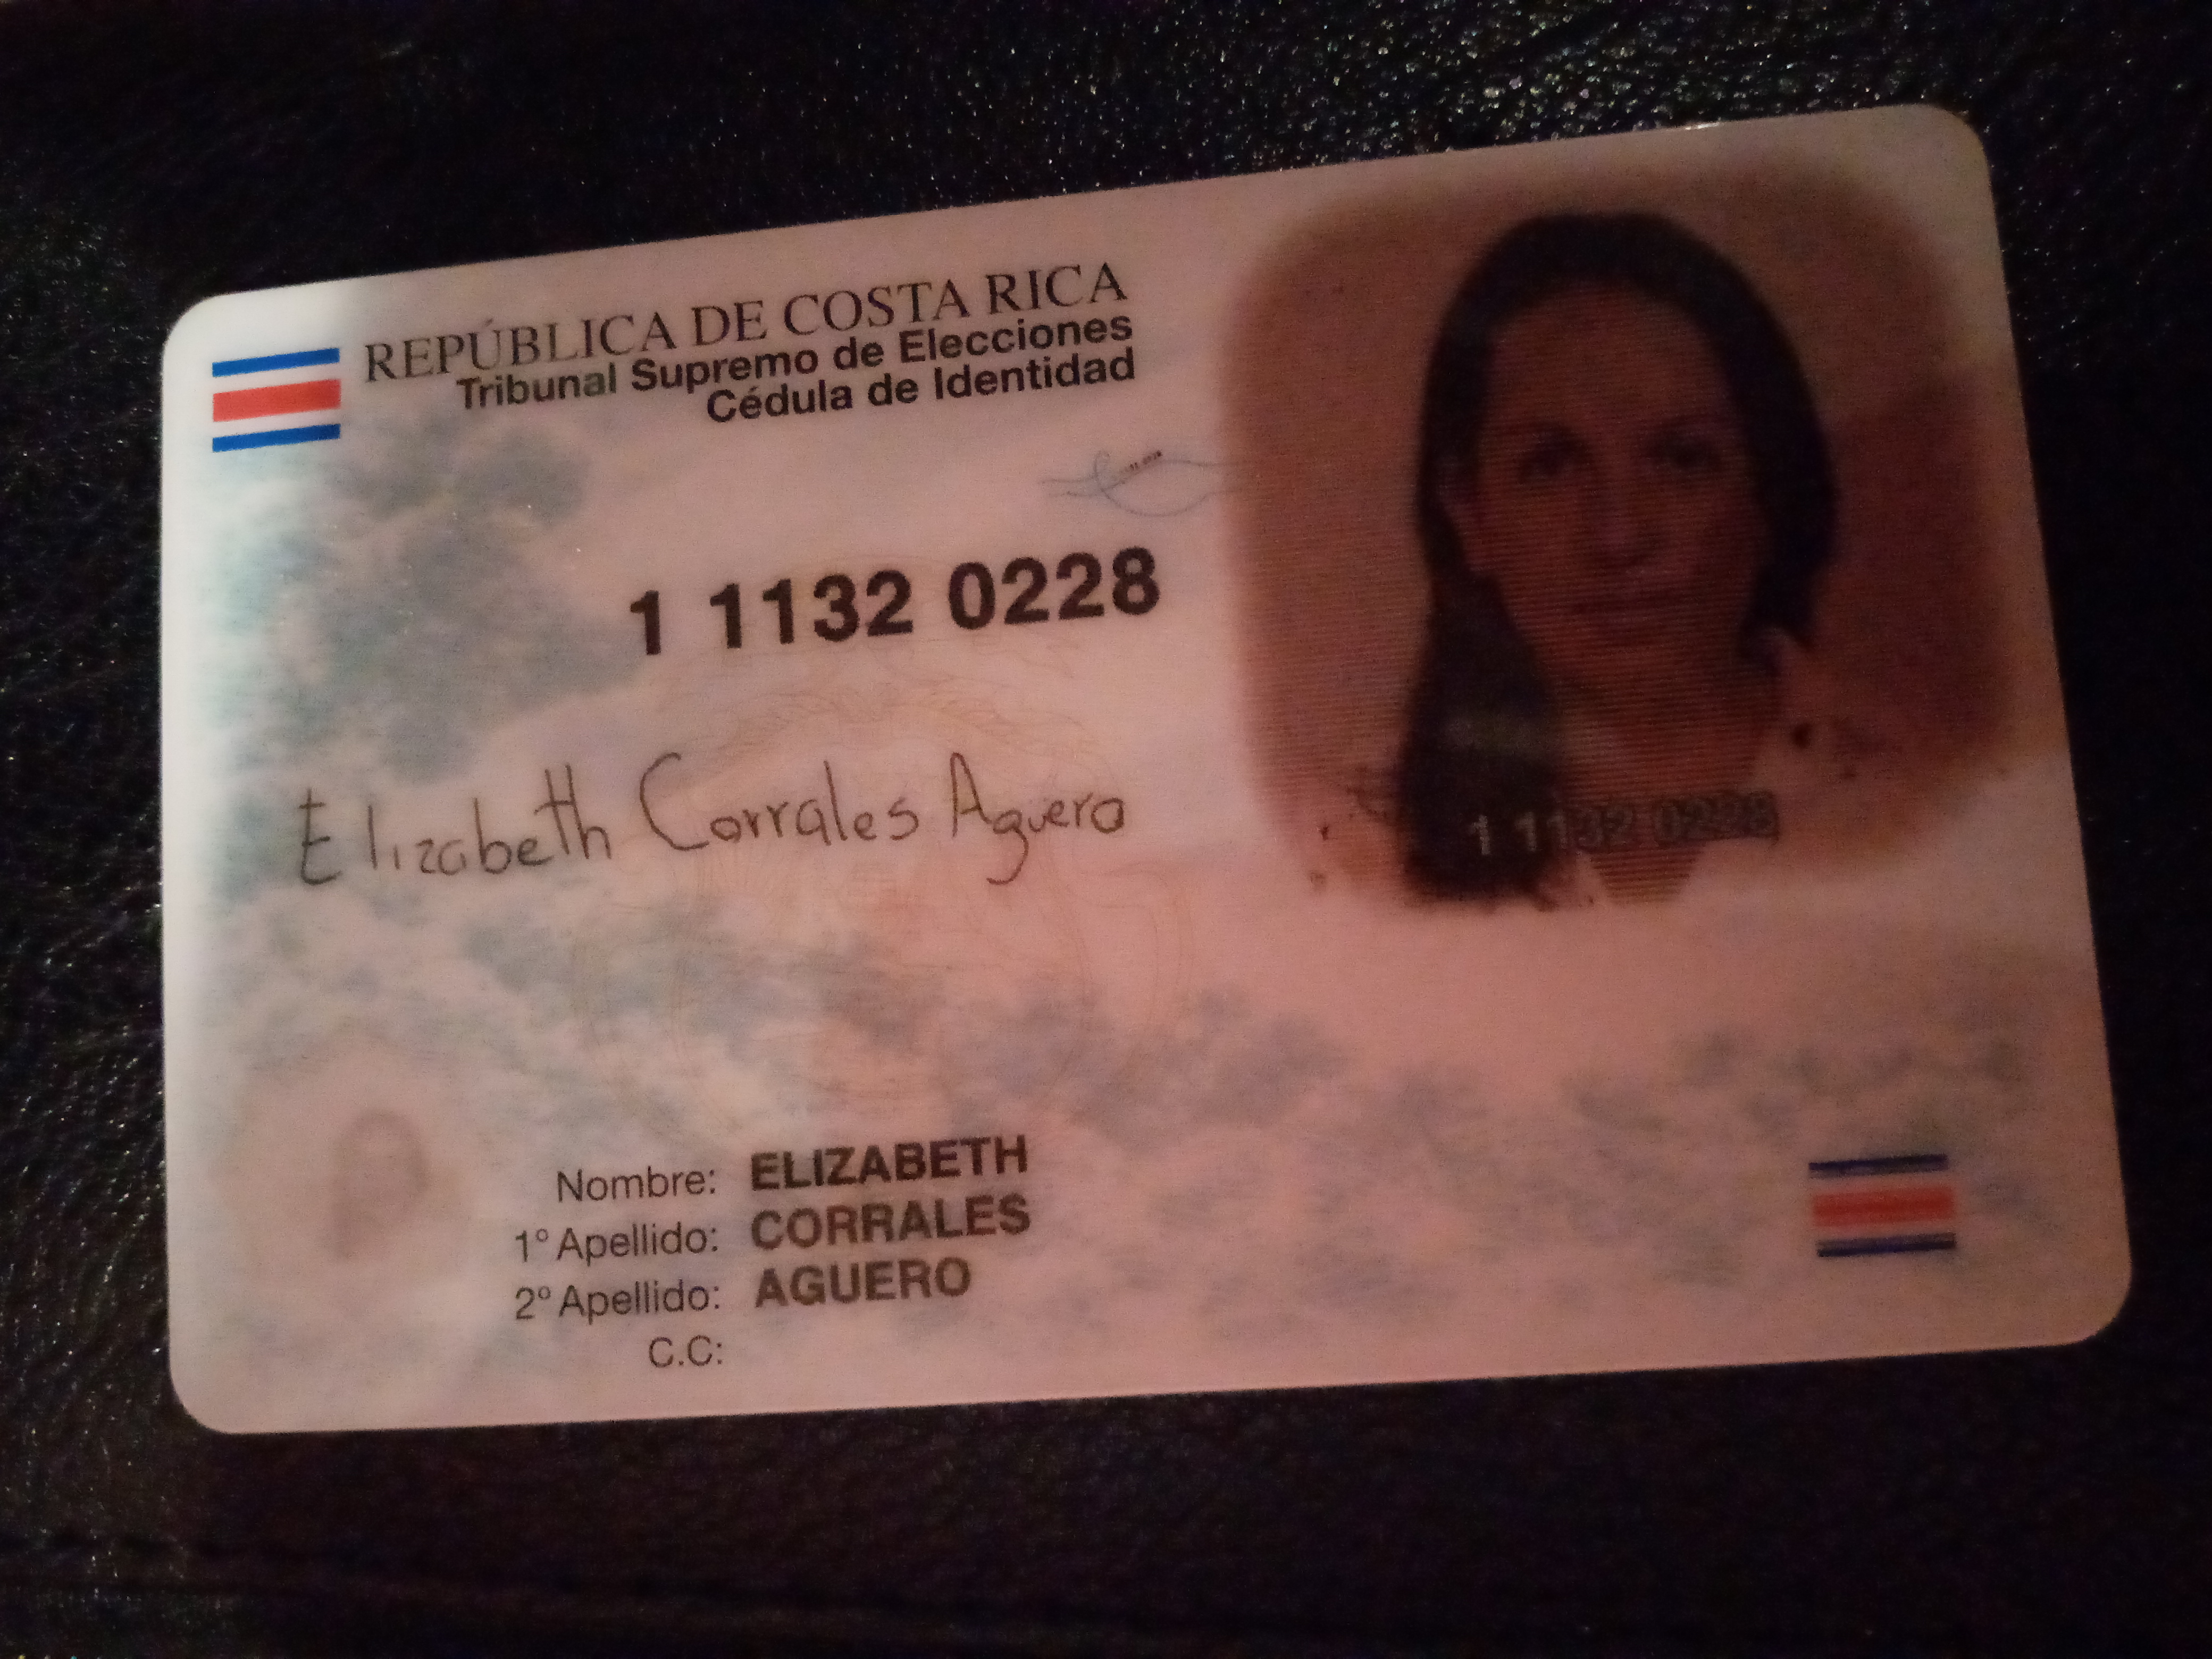 REPÚBLICA DE COSTA RICA
Tribunal Supremo de Elecciones
Cédula de Identidad
1 1132 0228
Elizabeth Corrales Aguero
1 1132 0228
Nombre: ELIZABETH
1° Apellido: CORRALES
2° Apellido: AGUERO
C.C: